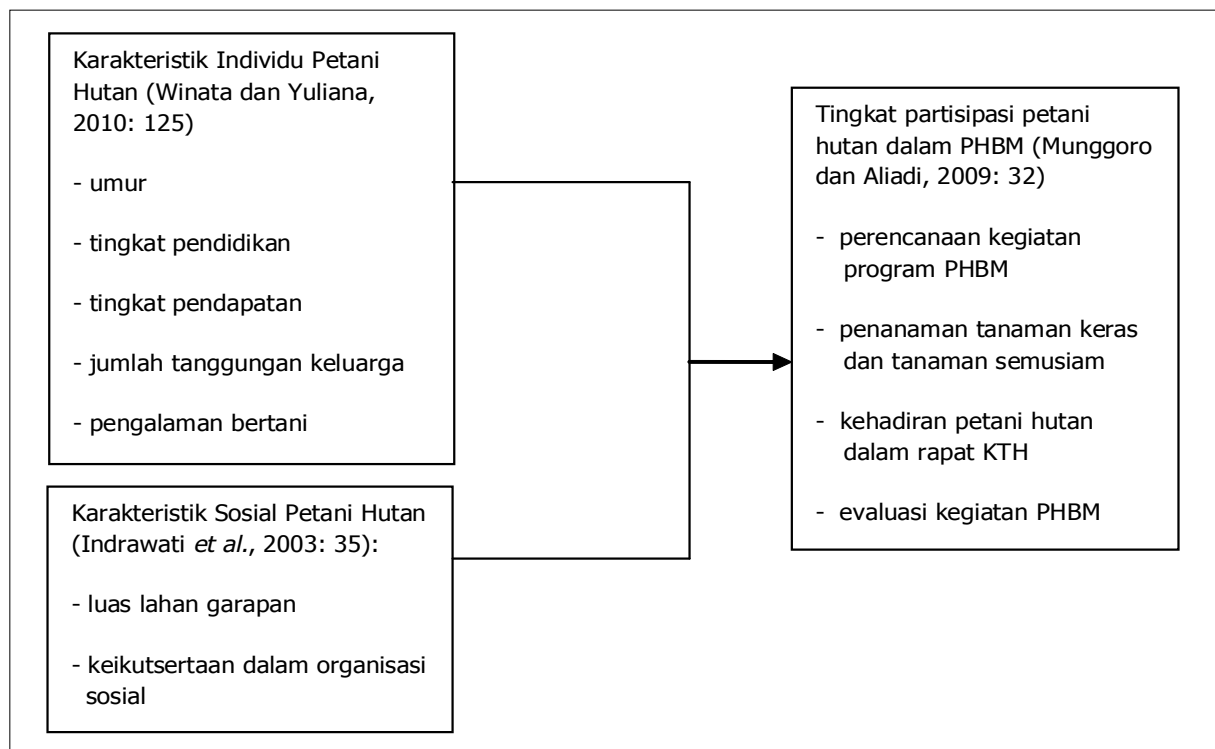 Karakteristik Individu Petani
Hutan (Winata dan Yuliana,
2010: 125)
- umur
- tingkat pendidikan
- tingkat pendapatan
- jumlah tanggungan keluarga
- pengalaman bertani
Karakteristik Sosial Petani Hutan
(Indrawati et al., 2003: 35):
- luas lahan garapan
- keikutsertaan dalam organisasi
sosial
Tingkat partisipasi petani
hutan dalam PHBM (Munggoro
dan Aliadi, 2009: 32)
- perencanaan kegiatan
program PHBM
- penanaman tanaman keras
dan tanaman semusiam
- kehadiran petani hutan
dalam rapat KTH
- evaluasi kegiatan PHBM